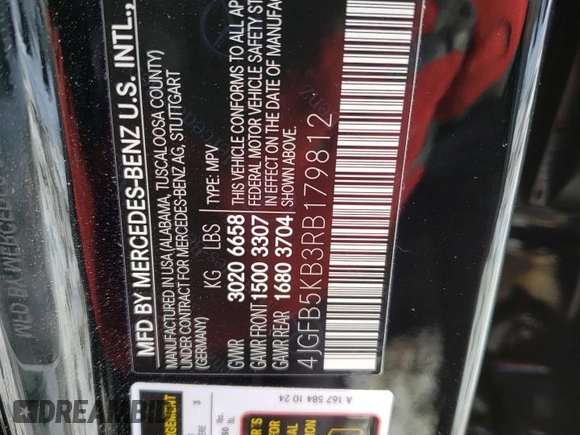 MFD BY MERCEDES-BENZ U.S. INTL.,
MANUFACTURED IN USA (ALABAMA, TUSCALOOSA COUNTY)
UNDER CONTRACT FOR MERCEDES-BENZ AG, STUTTGART
(GERMANY)
TYPE: MPV
KG LBS
GVWR 3020 6658
GAWR FRONT 1500 3307
GAWR REAR 1680 3704
THIS VEHICLE CONFORMS TO ALL AP
FEDERAL MOTOR VEHICLE SAFETY ST
IN EFFECT ON THE DATE OF MANUFA
SHOWN ABOVE.
4JGFB5KB3RB179812
A 167 584 10 24
DREAMBID